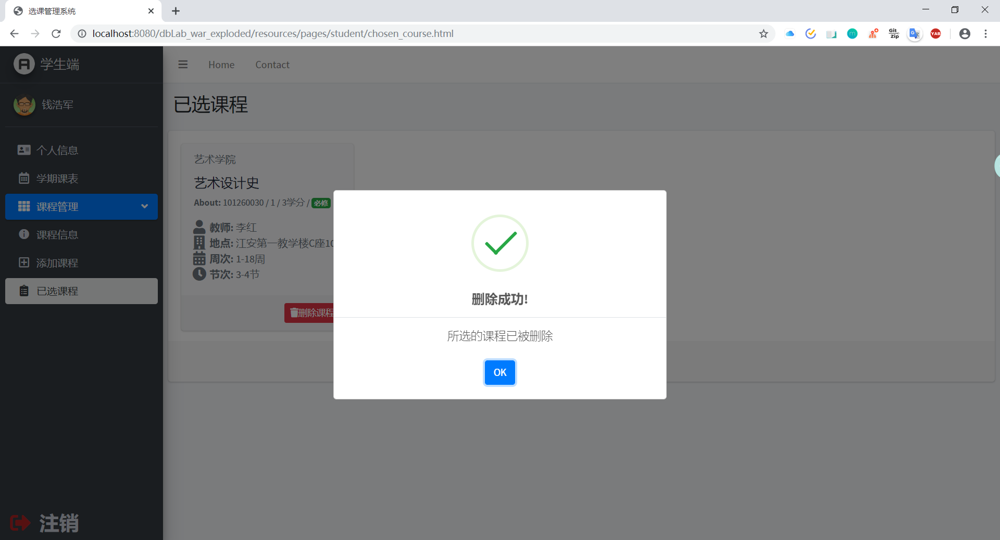 选课管理系统
localhost:8080/dbLab_war_exploded/resources/pages/student/chosen_course.html
Git Zip
YAB
学生端
Home
Contact
钱浩军
已选课程
个人信息
学期课表
课程管理
课程信息
添加课程
已选课程
注销
艺术学院
艺术设计史
About: 101260030 / 1 / 3学分 / 必修
教师: 李红
地点: 江安第一教学楼C座10
周次: 1-18周
节次: 3-4节
删除课程
删除成功!
所选的课程已被删除
OK